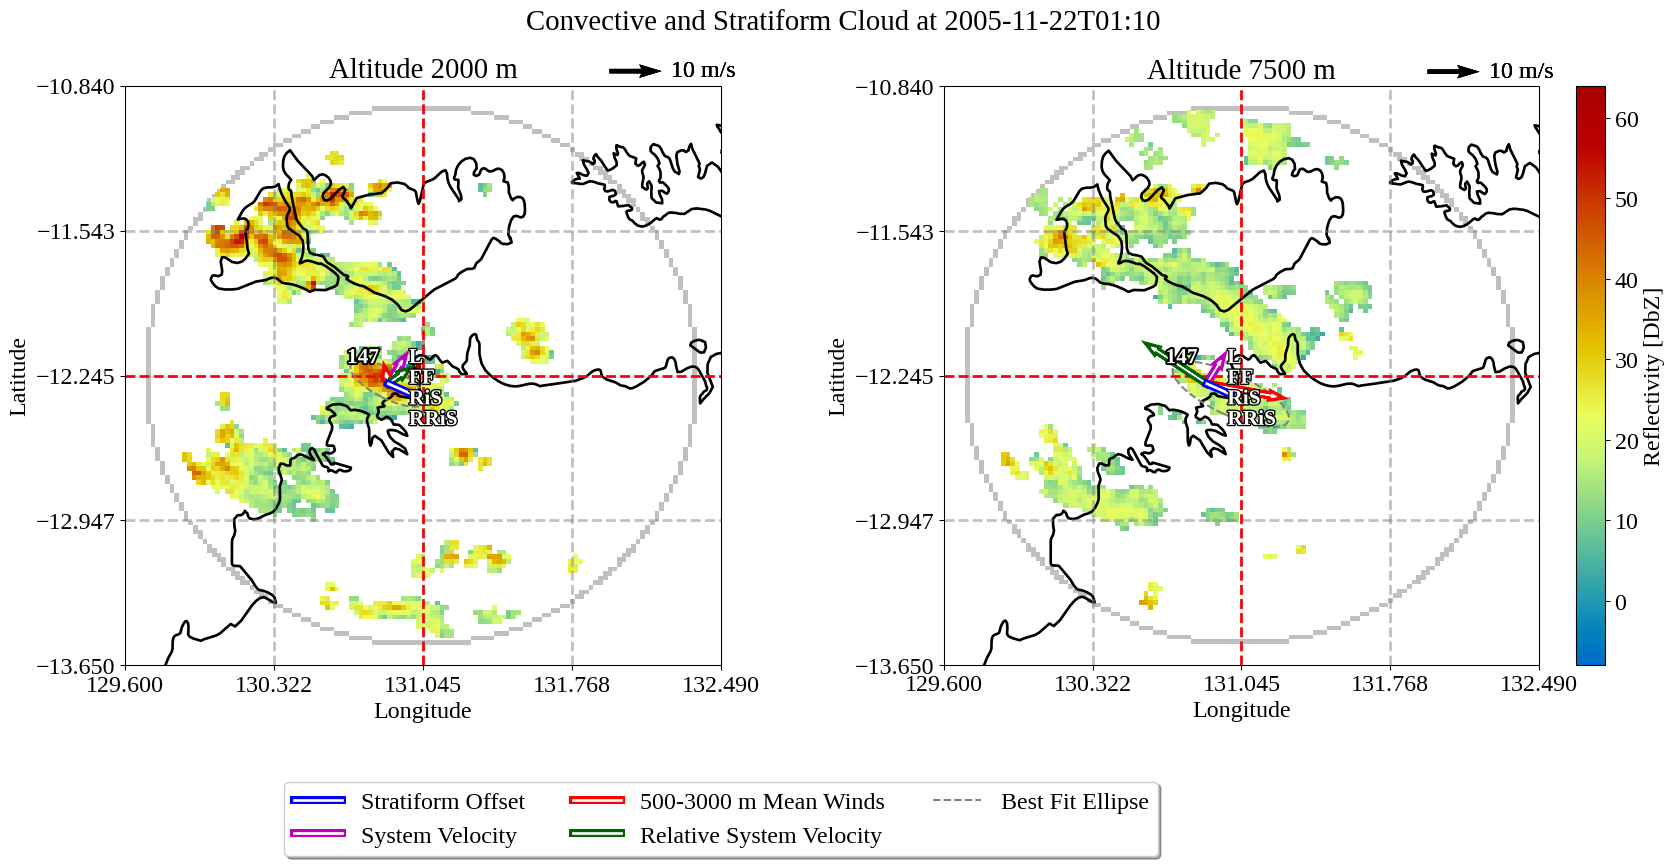 Convective and Stratiform Cloud at 2005-11-22T01:10
Altitude 2000 m
10 m/s
−10.840
−11.543
−12.245
−12.947
−13.650
129.600
130.322
131.045
131.768
132.490
Latitude
Longitude
147
L
FF
RiS
RRiS
Altitude 7500 m
10 m/s
−10.840
−11.543
−12.245
−12.947
−13.650
129.600
130.322
131.045
131.768
132.490
Latitude
Longitude
147
L
FF
RiS
RRiS
60
50
40
30
20
10
0
Reflectivity [DbZ]
Stratiform Offset
System Velocity
500-3000 m Mean Winds
Relative System Velocity
Best Fit Ellipse